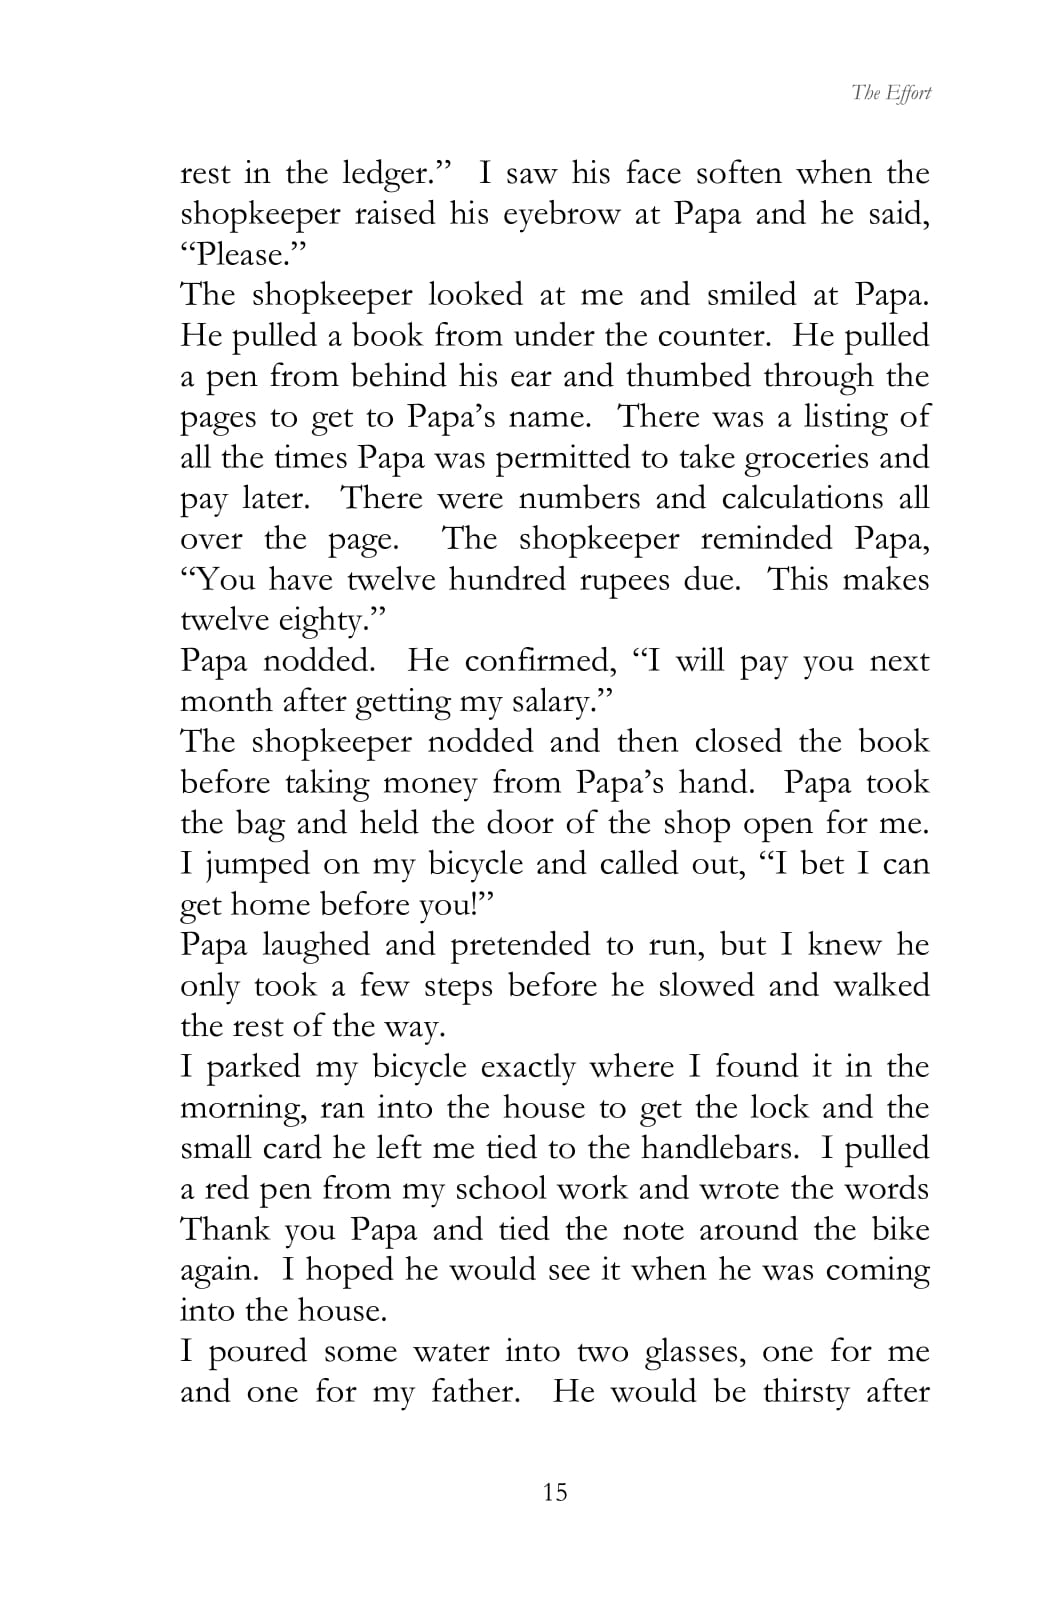 The Effort
rest in the ledger.”  I saw his face soften when the
shopkeeper raised his eyebrow at Papa and he said,
“Please.”
The shopkeeper looked at me and smiled at Papa.
He pulled a book from under the counter.  He pulled
a pen from behind his ear and thumbed through the
pages to get to Papa’s name.  There was a listing of
all the times Papa was permitted to take groceries and
pay later.  There were numbers and calculations all
over the page.  The shopkeeper reminded Papa,
“You have twelve hundred rupees due.  This makes
twelve eighty.”
Papa nodded.  He confirmed, “I will pay you next
month after getting my salary.”
The shopkeeper nodded and then closed the book
before taking money from Papa’s hand.  Papa took
the bag and held the door of the shop open for me.
I jumped on my bicycle and called out, “I bet I can
get home before you!”
Papa laughed and pretended to run, but I knew he
only took a few steps before he slowed and walked
the rest of the way.
I parked my bicycle exactly where I found it in the
morning, ran into the house to get the lock and the
small card he left me tied to the handlebars.  I pulled
a red pen from my school work and wrote the words
Thank you Papa and tied the note around the bike
again.  I hoped he would see it when he was coming
into the house.
I poured some water into two glasses, one for me
and one for my father.  He would be thirsty after
15